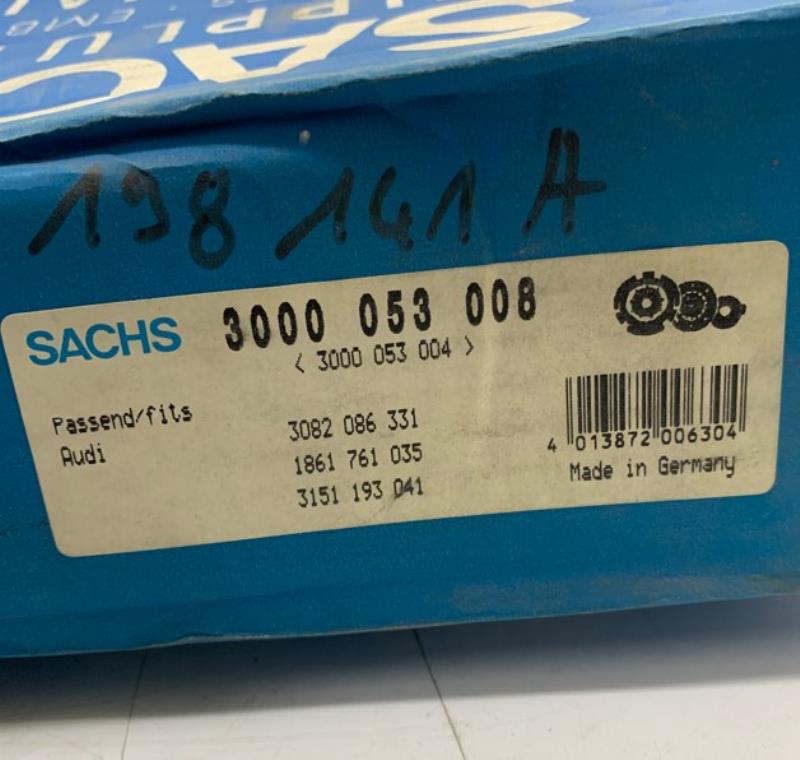 SAC
198 141 A
SACHS 3000 053 008
< 3000 053 004 >
Passend/fits 3082 086 331
Audi 1861 761 035
3151 193 041
4 013872 006304
Made in Germany